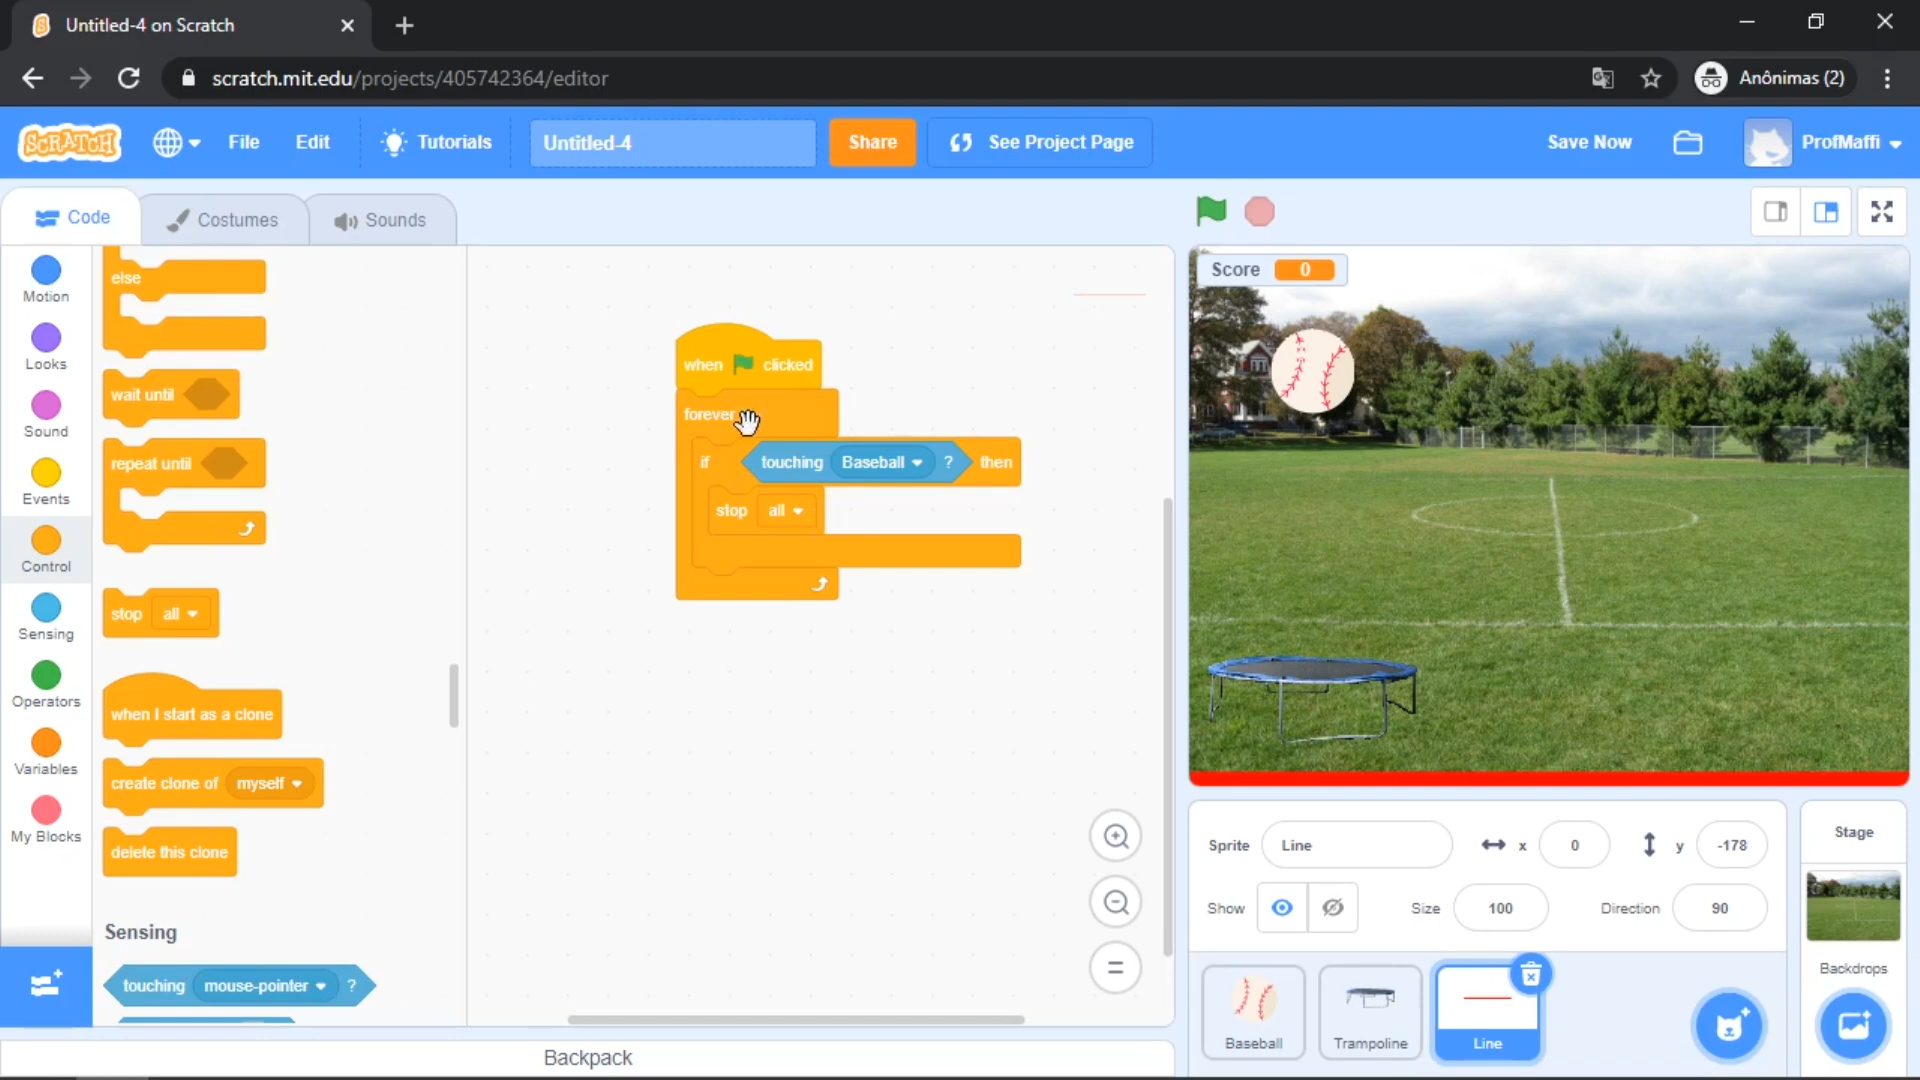 Untitled-4 on Scratch
scratch.mit.edu/projects/405742364/editor
Anônimas (2)
SCRATCH
File
Edit
Tutorials
Untitled-4
Share
See Project Page
Save Now
ProfMaffi
Code
Costumes
Sounds
Motion
Looks
Sound
Events
Control
Sensing
Operators
Variables
My Blocks
else
wait until
repeat until
stop all
when I start as a clone
create clone of myself
delete this clone
Sensing
touching mouse-pointer ?
when clicked
forever
if touching Baseball ? then
stop all
Score 0
Sprite Line x 0 y -178
Show Size 100 Direction 90
Baseball
Trampoline
Line
Stage
Backdrops
Backpack